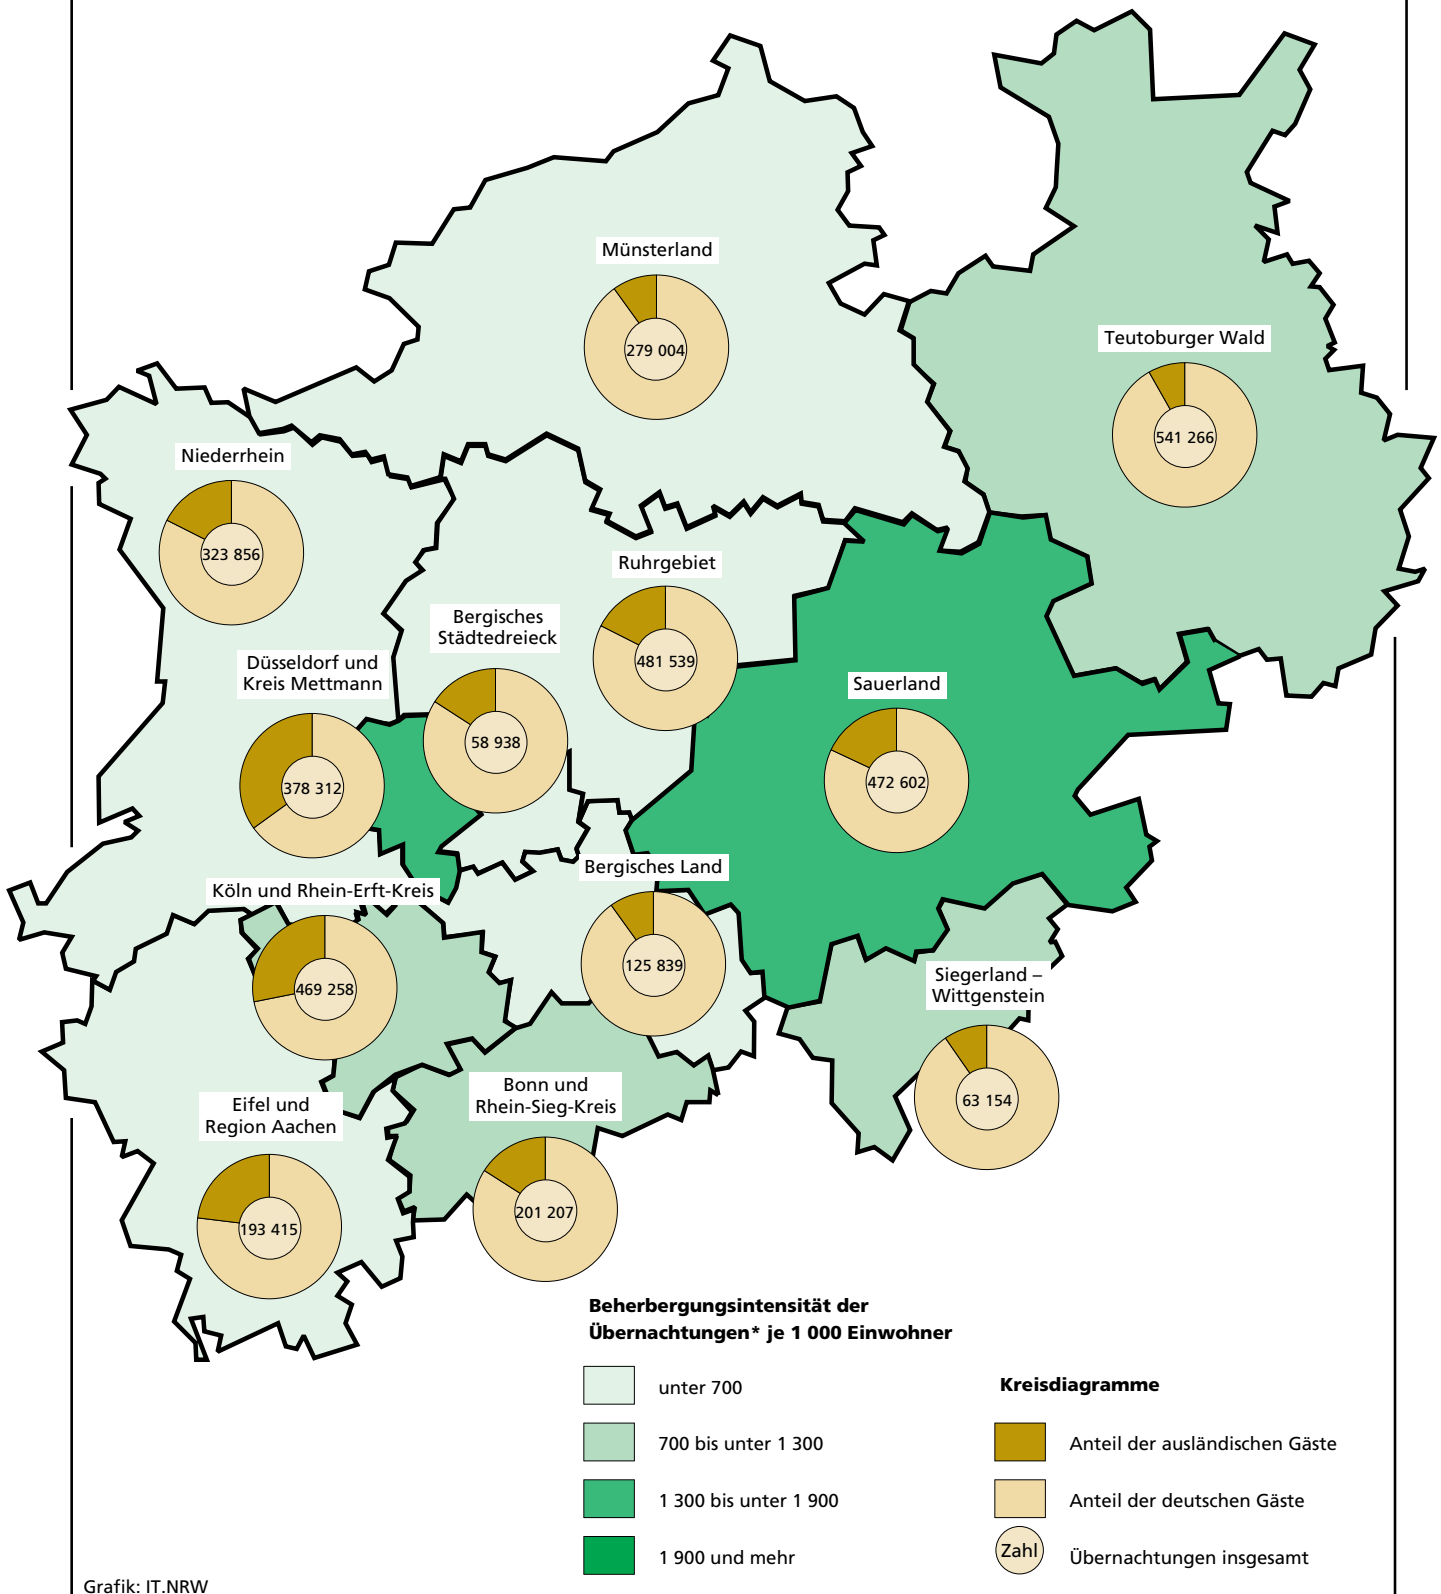 Münsterland
279 004
Teutoburger Wald
541 266
Niederrhein
323 856
Ruhrgebiet
481 539
Bergisches
Städtedreieck
58 938
Düsseldorf und
Kreis Mettmann
378 312
Sauerland
472 602
Bergisches Land
125 839
Köln und Rhein-Erft-Kreis
469 258
Siegerland –
Wittgenstein
63 154
Bonn und
Rhein-Sieg-Kreis
201 207
Eifel und
Region Aachen
193 415
Beherbergungsintensität der
Übernachtungen* je 1 000 Einwohner
unter 700
700 bis unter 1 300
1 300 bis unter 1 900
1 900 und mehr
Kreisdiagramme
Anteil der ausländischen Gäste
Anteil der deutschen Gäste
Zahl
Übernachtungen insgesamt
Grafik: IT.NRW